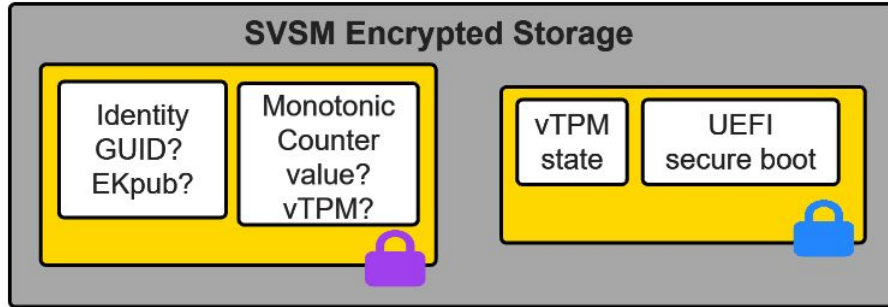 SVSM Encrypted Storage
Identity
GUID?
EKpub?
Monotonic
Counter
value?
vTPM?
vTPM
state
UEFI
secure boot